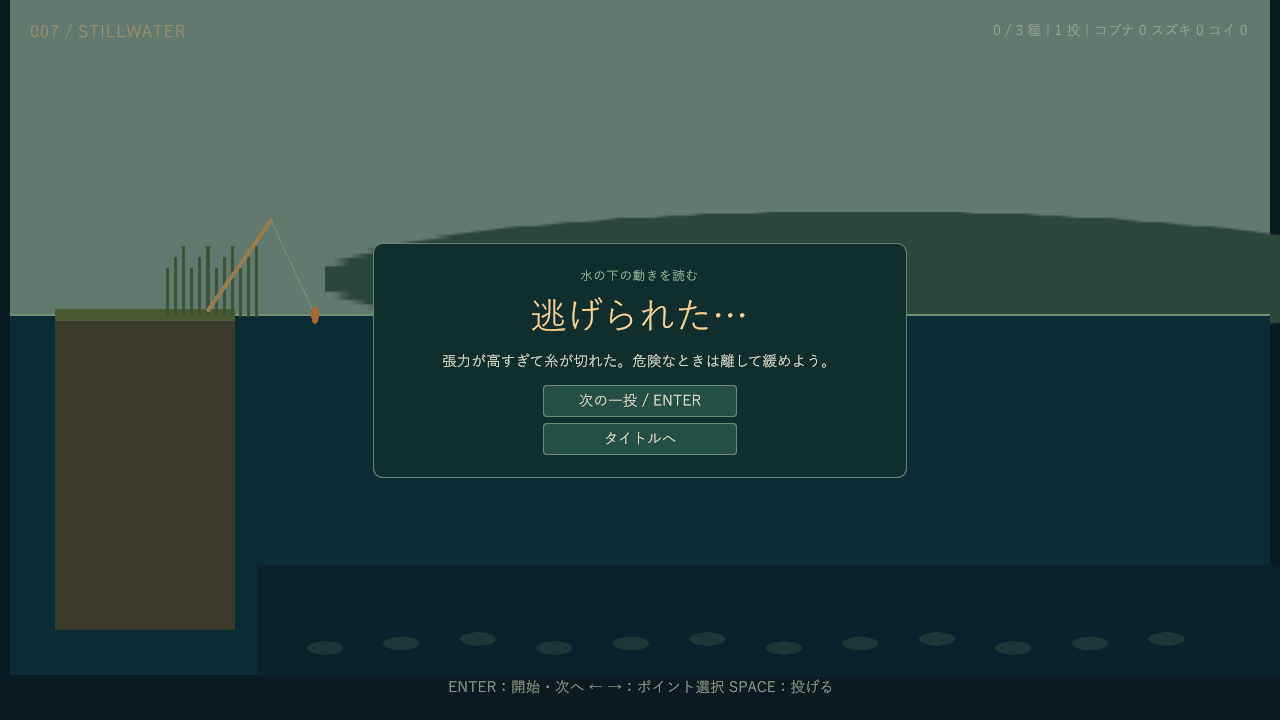 007 / STILLWATER
0 / 3 種 | 1 投 | コブナ 0 スズキ 0 コイ 0
水の下の動きを読む
逃げられた…
張力が高すぎて糸が切れた。危険なときは離して緩めよう。
次の一投 / ENTER
タイトルへ
ENTER：開始・次へ ← →：ポイント選択 SPACE：投げる